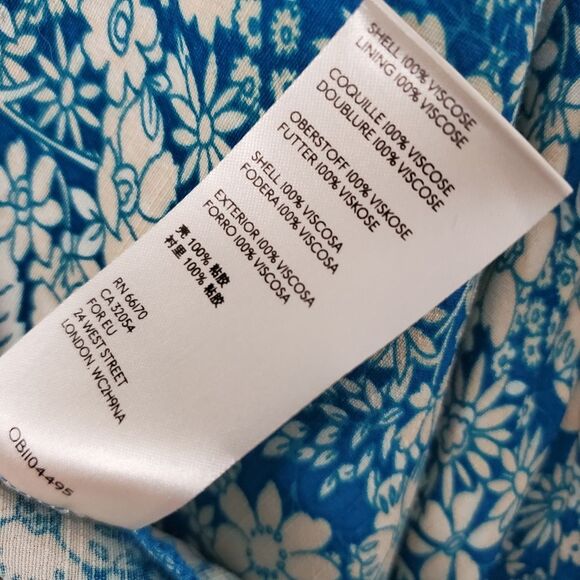 SHELL 100% VISCOSE
LINING 100% VISCOSE
COQUILLE 100% VISCOSE
DOUBLURE 100% VISCOSE
OBERSTOFF 100% VISKOSE
FUTTER 100% VISKOSE
SHELL 100% VISCOSA
FODERA 100% VISCOSA
EXTERIOR 100% VISCOSA
FORRO 100% VISCOSA
壳 100% 粘胶
衬里 100% 粘胶
RN 66170
CA 32054
FOR EU
24 WEST STREET
LONDON WC2H9NA
OB1104495